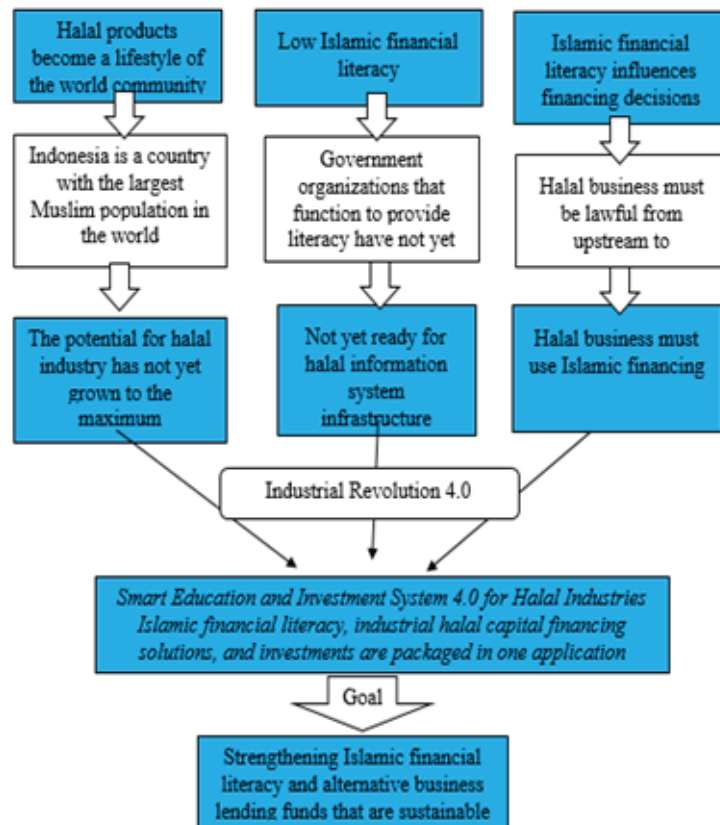 Halal products
become a lifestyle of
the world community
Indonesia is a country
with the largest
Muslim population in
the world
The potential for halal
industry has not yet
grown to the
maximum
Low Islamic financial
literacy
Government
organizations that
function to provide
literacy have not yet
Not yet ready for
halal information
system
infrastructure
Islamic financial
literacy influences
financing decisions
Halal business must
be lawful from
upstream to
Halal business must
use Islamic financing
Industrial Revolution 4.0
Smart Education and Investment System 4.0 for Halal Industries
Islamic financial literacy, industrial halal capital financing
solutions, and investments are packaged in one application
Goal
Strengthening Islamic financial
literacy and alternative business
lending funds that are sustainable